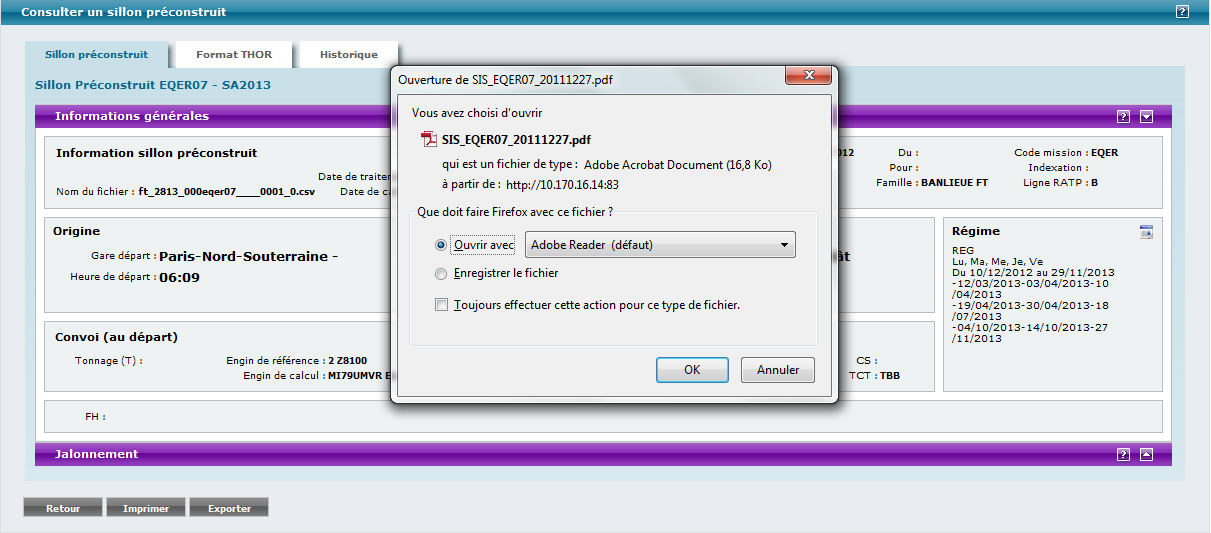 Consulter un sillon préconstruit
?
Sillon préconstruit
Format THOR
Historique
Sillon Préconstruit EQER07 - SA2013
Informations générales
?
Information sillon préconstruit
Date de
Nom du fichier : ft_2813_000eqer07____0001_0.csv
Date de
Du :
Pour :
Famille : BANLIEUE FT
Code mission : EQER
Indexation :
Ligne RATP : B
Origine
Gare départ : Paris-Nord-Souterraine -
Heure de départ : 06:09
Régime
REG
Lu, Ma, Me, Je, Ve
Du 10/12/2012 au 29/11/2013
-12/03/2013-03/04/2013-10
/04/2013
-19/04/2013-30/04/2013-18
/07/2013
-04/10/2013-14/10/2013-27
/11/2013
Convoi (au départ)
Tonnage (T) :
Engin de référence : 2 Z8100
Engin de calcul : MI79UMVR
CS :
TCT : TBB
FH :
Jalonnement
?
Retour
Imprimer
Exporter
Ouverture de SIS_EQER07_20111227.pdf
Vous avez choisi d'ouvrir
SIS_EQER07_20111227.pdf
qui est un fichier de type : Adobe Acrobat Document (16,8 Ko)
à partir de : http://10.170.16.14:83
Que doit faire Firefox avec ce fichier ?
Ouvrir avec
Adobe Reader (défaut)
Enregistrer le fichier
Toujours effectuer cette action pour ce type de fichier.
OK
Annuler